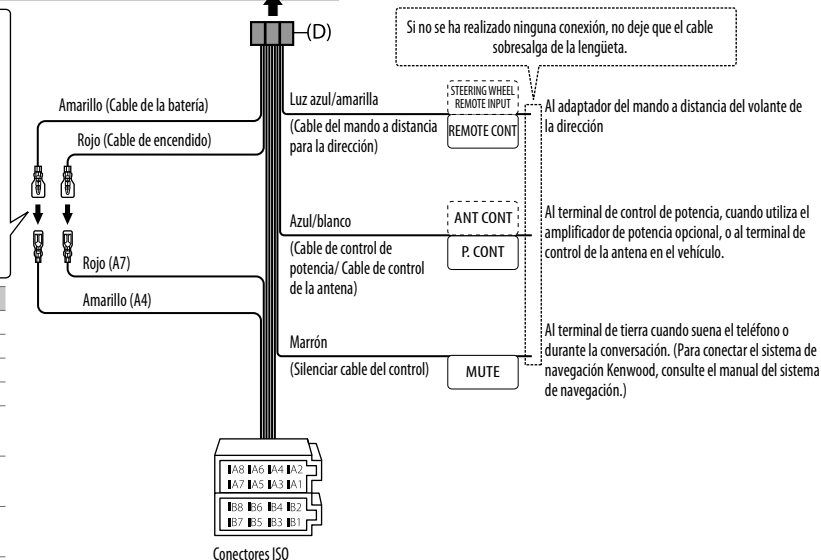 (D)
Si no se ha realizado ninguna conexión, no deje que el cable
sobresalga de la lengüeta.
Amarillo (Cable de la batería)
Rojo (Cable de encendido)
Rojo (A7)
Amarillo (A4)
Luz azul/amarilla
(Cable del mando a distancia
para la dirección)
STEERING WHEEL
REMOTE INPUT
REMOTE CONT
Al adaptador del mando a distancia del volante de
la dirección
Azul/blanco
(Cable de control de
potencia/ Cable de control
de la antena)
ANT CONT
P. CONT
Al terminal de control de potencia, cuando utiliza el
amplificador de potencia opcional, o al terminal de
control de la antena en el vehículo.
Marrón
(Silenciar cable del control)
MUTE
Al terminal de tierra cuando suena el teléfono o
durante la conversación. (Para conectar el sistema de
navegación Kenwood, consulte el manual del sistema
de navegación.)
A8 A6 A4 A2
A7 A5 A3 A1
B8 B6 B4 B2
B7 B5 B3 B1
Conectores ISO